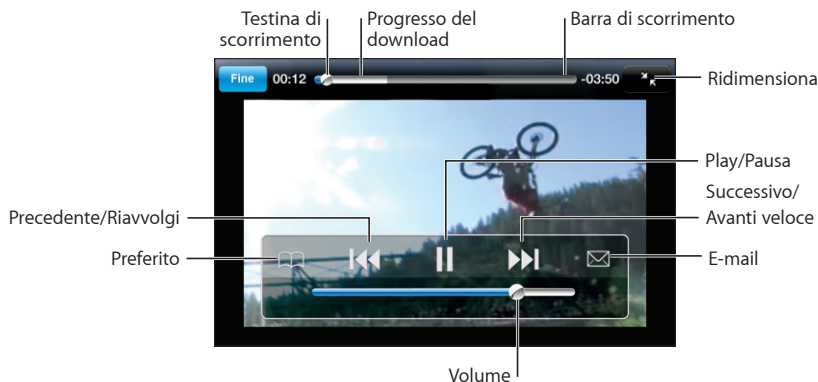 Testina di
scorrimento
Progresso del
download
Barra di scorrimento
Fine
00:12
-03:50
Ridimensiona
Play/Pausa
Successivo/
Avanti veloce
Precedente/Riavvolgi
Preferito
E-mail
Volume